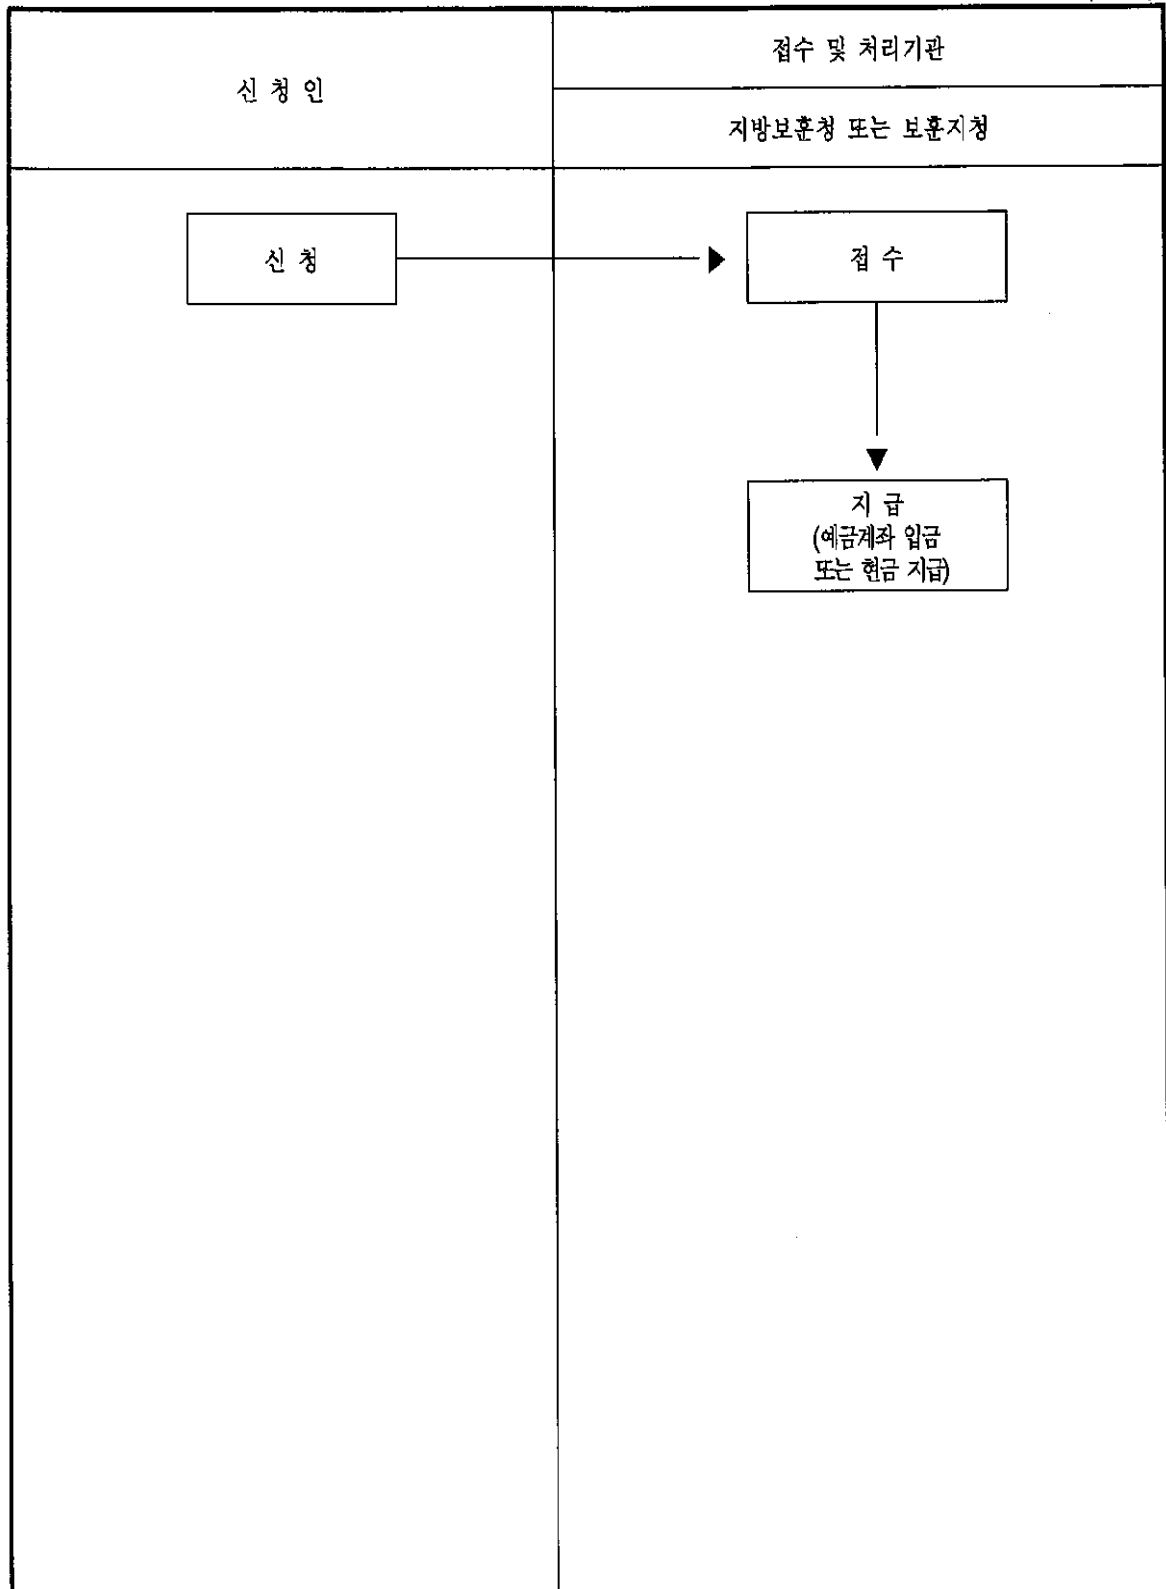 신 청 인
접수 및 처리기관
지방보훈청 또는 보훈지청
신 청
접 수
지 급
(예금계좌 입금
또는 현금 지급)